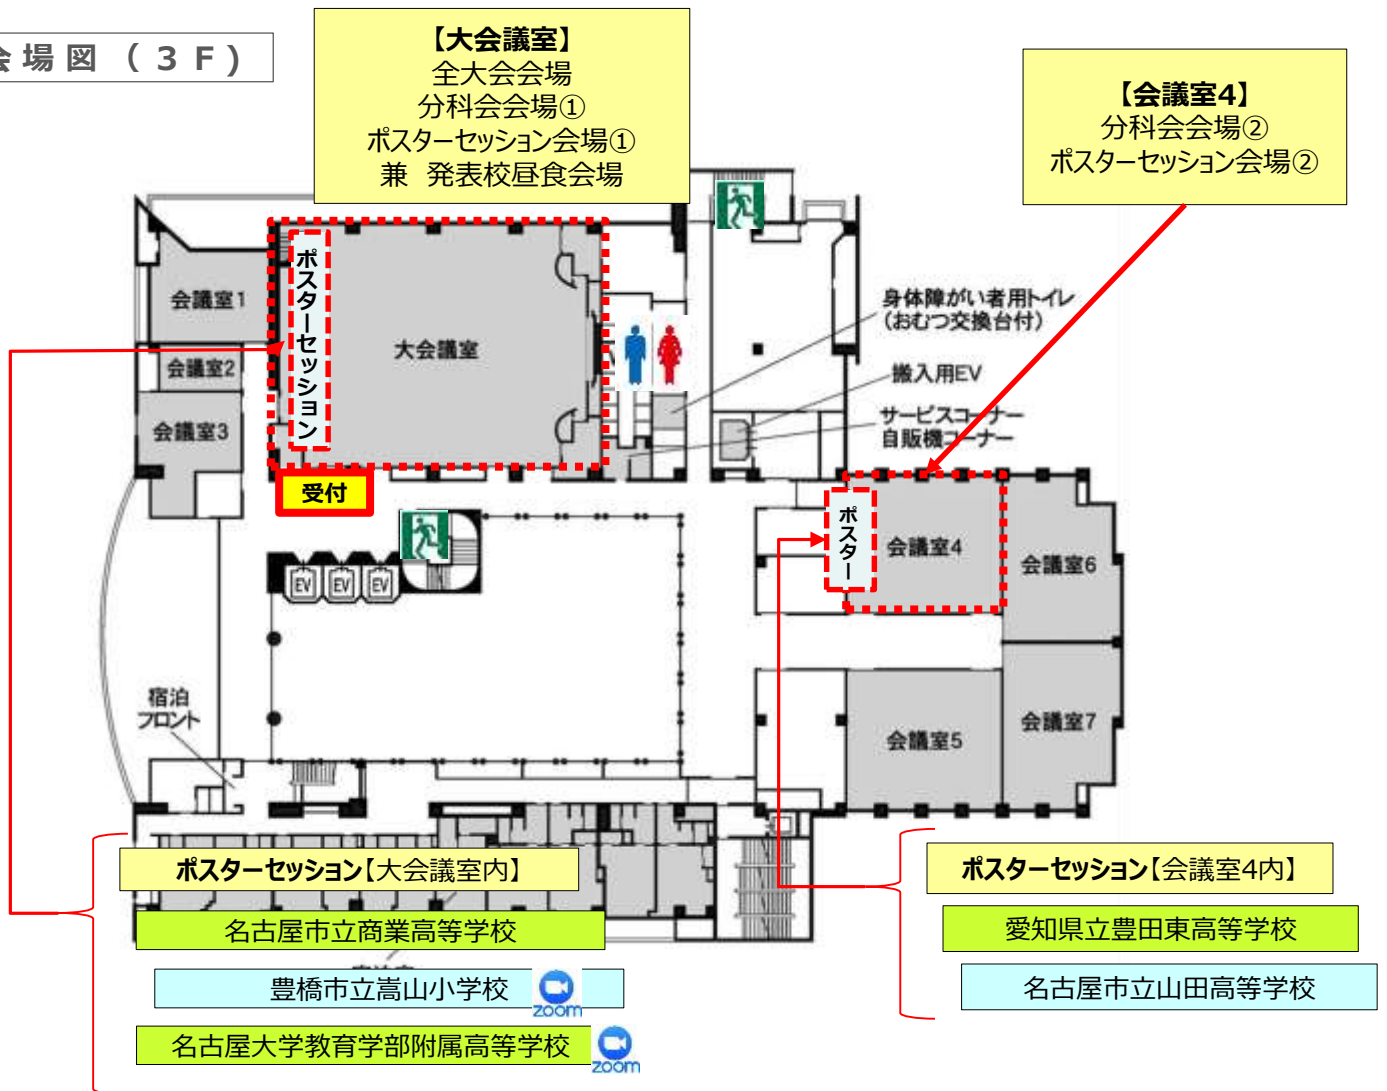 会場図（3F）
【大会議室】
全大会会場
分科会会場①
ポスターセッション会場①
兼 発表校昼食会場
【会議室4】
分科会会場②
ポスターセッション会場②
会議室1
会議室2
会議室3
ポスターセッション
大会議室
身体障がい者用トイレ
（おむつ交換台付）
搬入用EV
サービスコーナー
自販機コーナー
受付
EV
EV
EV
ポスター
会議室4
会議室6
会議室5
会議室7
宿泊
フロント
ポスターセッション【大会議室内】
名古屋市立商業高等学校
豊橋市立嵩山小学校
zoom
名古屋大学教育学部附属高等学校
zoom
ポスターセッション【会議室4内】
愛知県立豊田東高等学校
名古屋市立山田高等学校